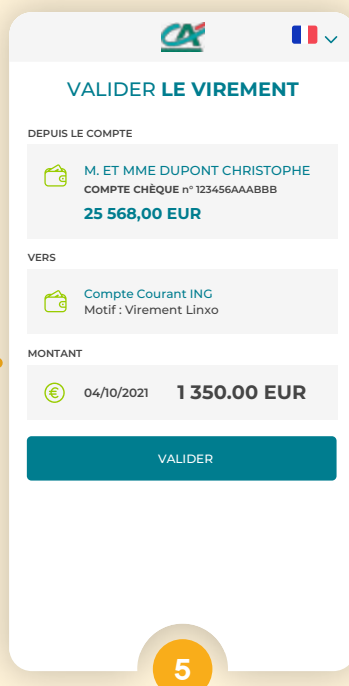 CA
VALIDER LE VIREMENT
DEPUIS LE COMPTE
M. ET MME DUPONT CHRISTOPHE
COMPTE CHÈQUE n° 123456AAABBB
25 568,00 EUR
VERS
Compte Courant ING
Motif : Virement Linxo
MONTANT
€ 04/10/2021 1 350.00 EUR
VALIDER
5